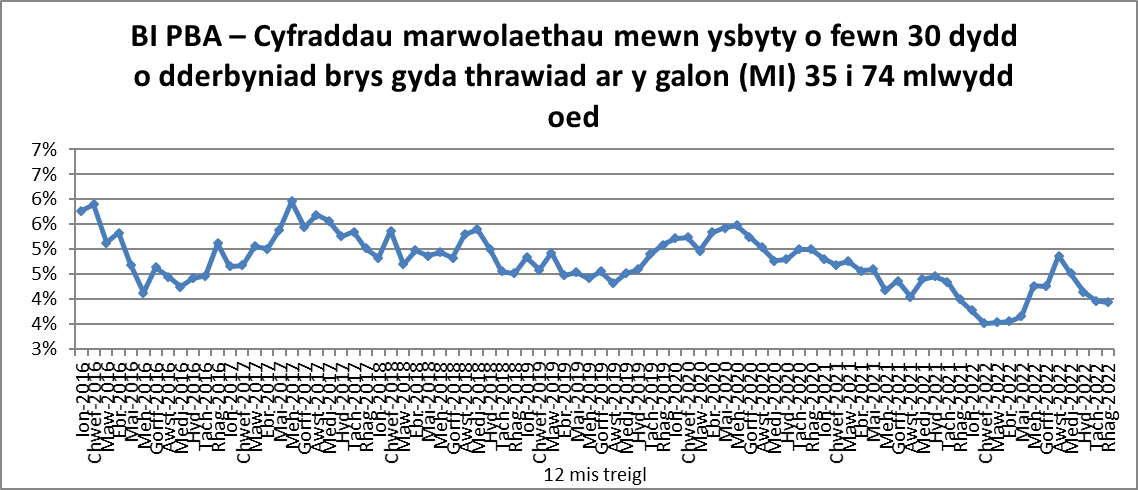 BI PBA – Cyfraddau marwolaethau mewn ysbyty o fewn 30 dydd
o dderbyniad brys gyda thrawiad ar y galon (MI) 35 i 74 mlwydd
oed
7%
7%
6%
6%
5%
5%
4%
4%
3%
Ion-2016
Chwef-2016
Maw-2016
Ebr-2016
Mai-2016
Meh-2016
Gorff-2016
Awst-2016
Medi-2016
Hyd-2016
Tach-2016
Rhag-2016
Ion-2017
Chwef-2017
Maw-2017
Ebr-2017
Mai-2017
Meh-2017
Gorff-2017
Awst-2017
Medi-2017
Hyd-2017
Tach-2017
Rhag-2017
Ion-2018
Chwef-2018
Maw-2018
Ebr-2018
Mai-2018
Meh-2018
Gorff-2018
Awst-2018
Medi-2018
Hyd-2018
Tach-2018
Rhag-2018
Ion-2019
Chwef-2019
Maw-2019
Ebr-2019
Mai-2019
Meh-2019
Gorff-2019
Awst-2019
Medi-2019
Hyd-2019
Tach-2019
Rhag-2019
Ion-2020
Chwef-2020
Maw-2020
Ebr-2020
Mai-2020
Meh-2020
Gorff-2020
Awst-2020
Medi-2020
Hyd-2020
Tach-2020
Rhag-2020
Ion-2021
Chwef-2021
Maw-2021
Ebr-2021
Mai-2021
Meh-2021
Gorff-2021
Awst-2021
Medi-2021
Hyd-2021
Tach-2021
Rhag-2021
Ion-2022
Chwef-2022
Maw-2022
Ebr-2022
Mai-2022
Meh-2022
Gorff-2022
Awst-2022
Medi-2022
Hyd-2022
Tach-2022
Rhag-2022
12 mis treigl